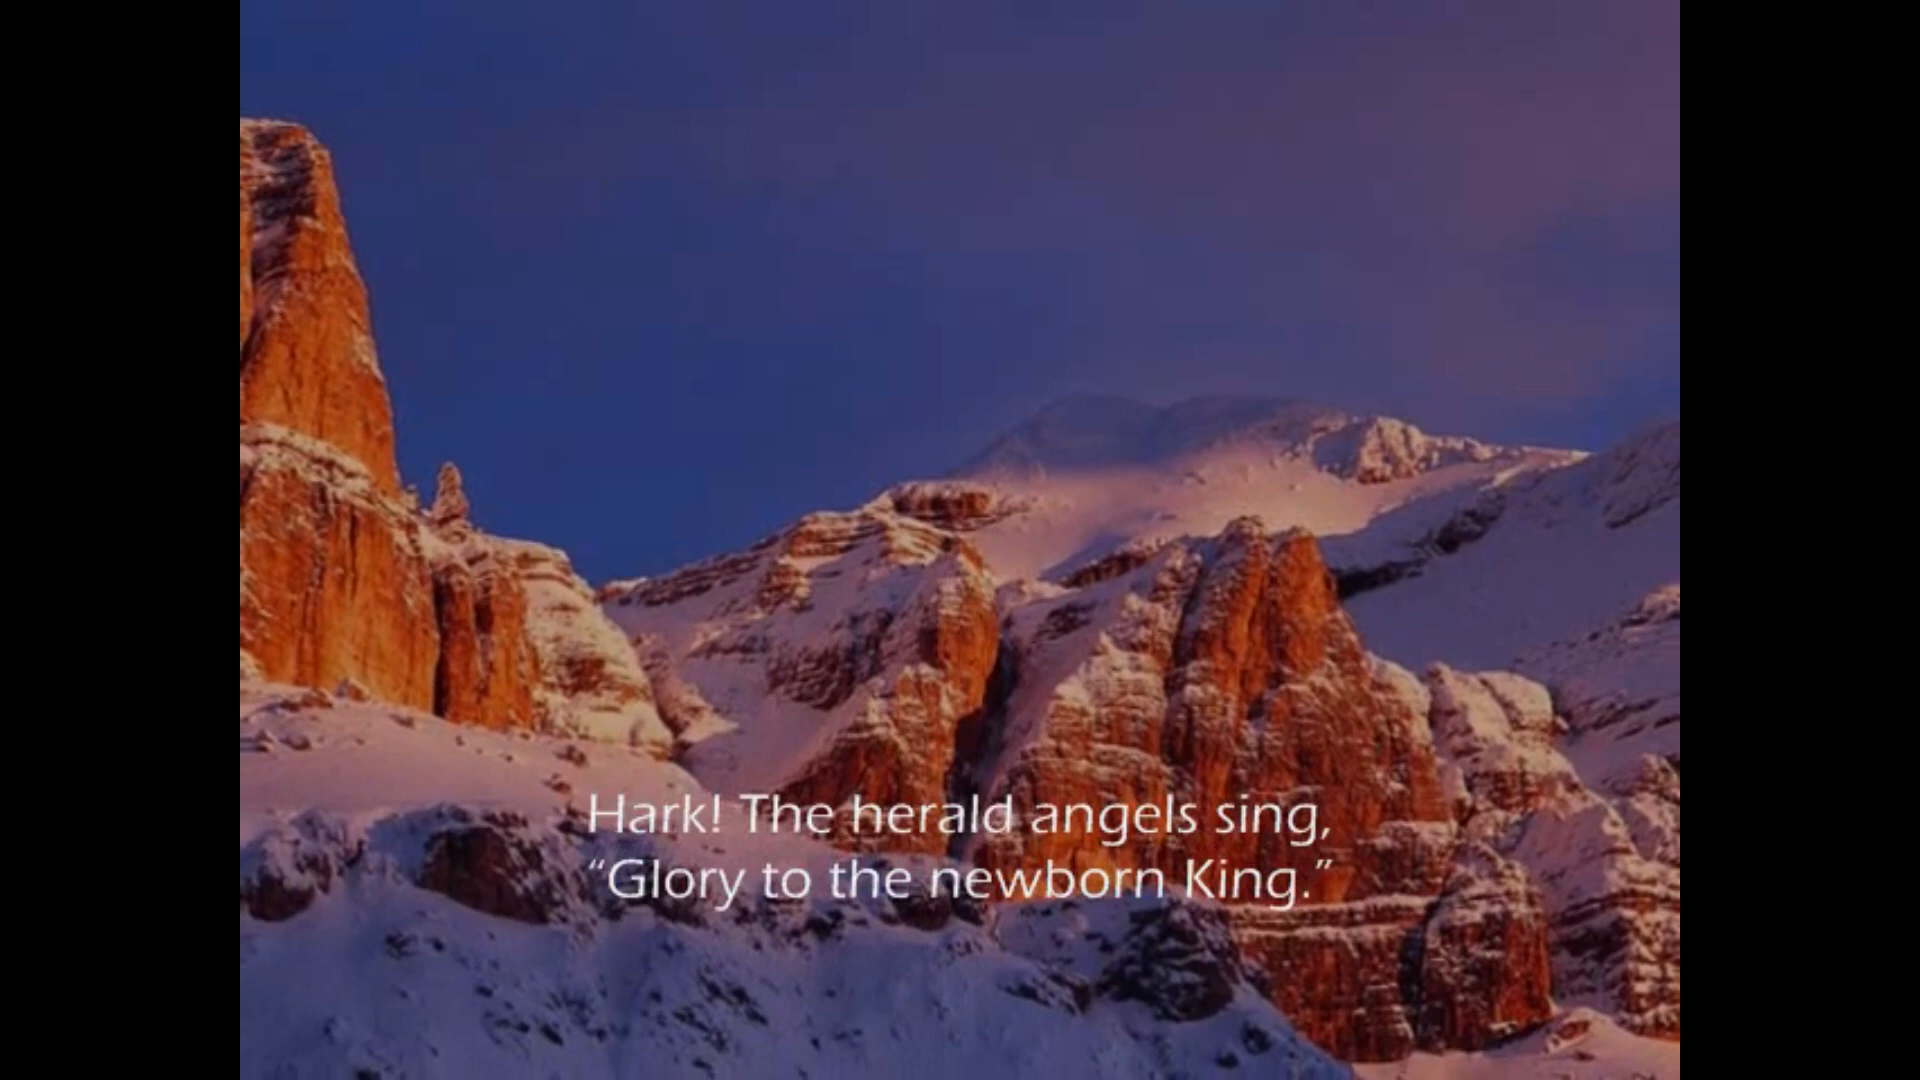 Hark! The herald angels sing,
“Glory to the newborn King.”